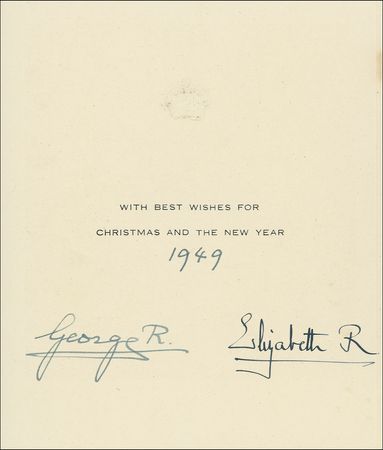 WITH BEST WISHES FOR
CHRISTMAS AND THE NEW YEAR
1949
George R.
Elizabeth R